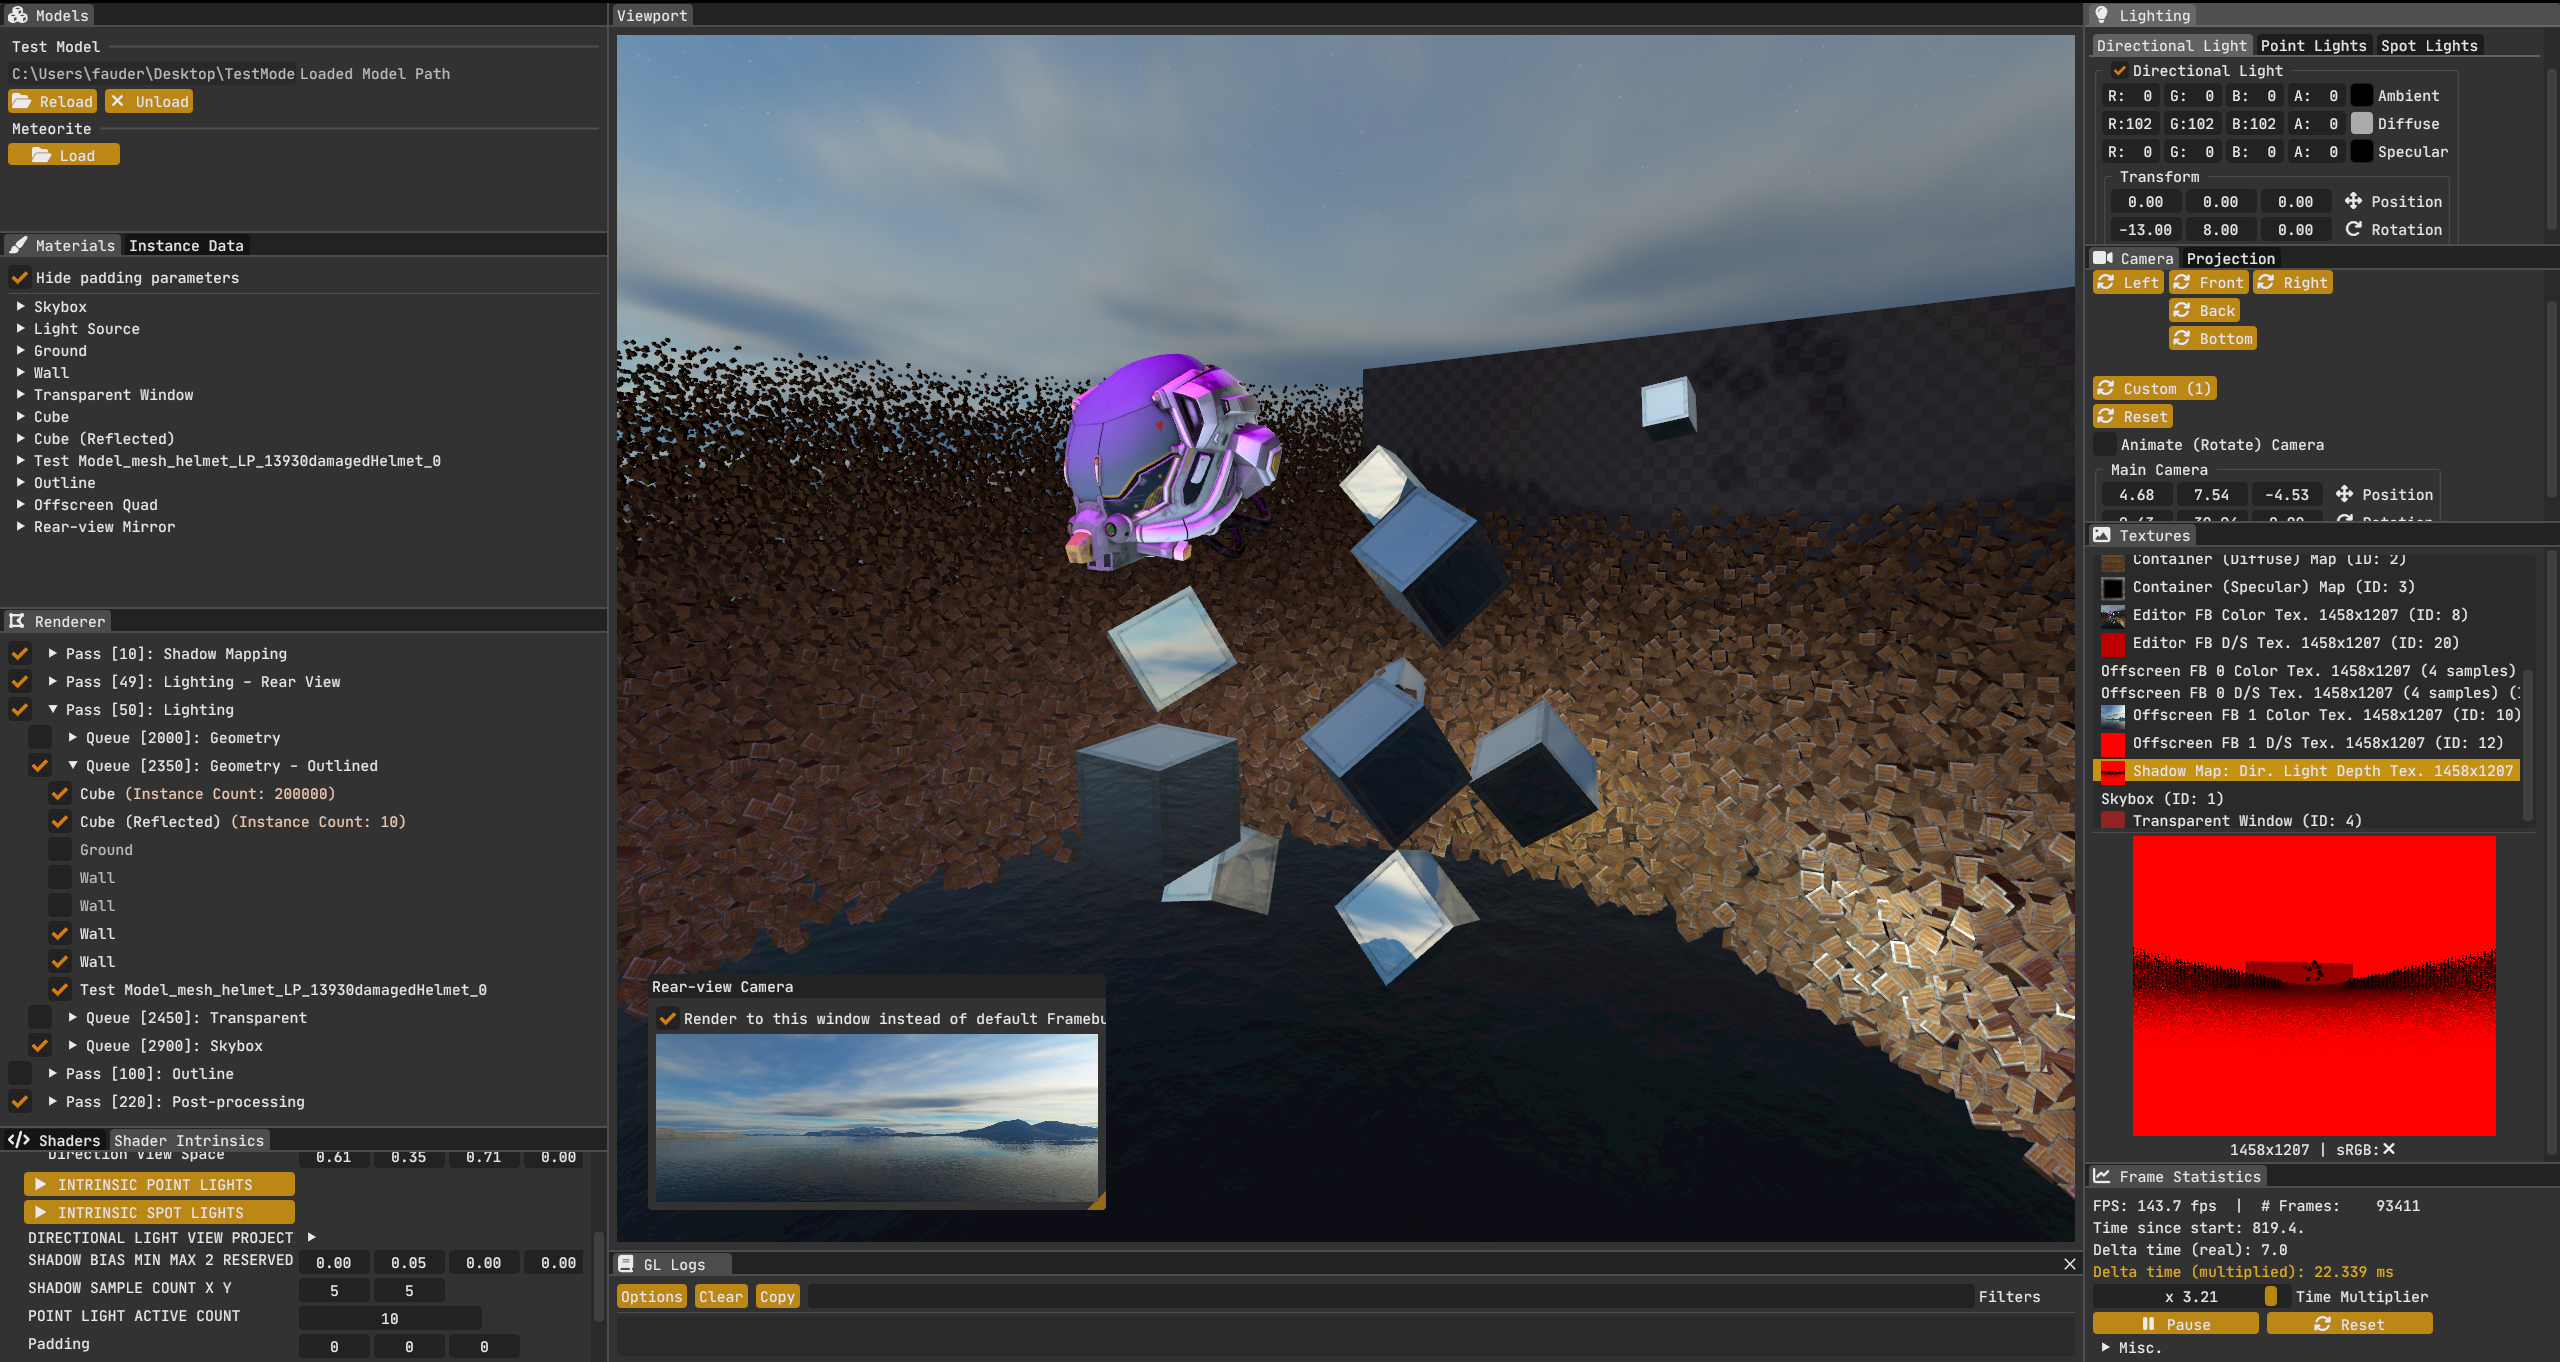 Models
Test Model
C:\Users\fauder\Desktop\TestMode Loaded Model Path
Reload Unload
Meteorite
Load
Materials Instance Data
Hide padding parameters
Skybox
Light Source
Ground
Wall
Transparent Window
Cube
Cube (Reflected)
Test Model_mesh_helmet_LP_13930damagedHelmet_0
Outline
Offscreen Quad
Rear-view Mirror
Renderer
Pass [10]: Shadow Mapping
Pass [49]: Lighting - Rear View
Pass [50]: Lighting
Queue [2000]: Geometry
Queue [2350]: Geometry - Outlined
Cube (Instance Count: 200000)
Cube (Reflected) (Instance Count: 10)
Ground
Wall
Wall
Wall
Wall
Test Model_mesh_helmet_LP_13930damagedHelmet_0
Queue [2450]: Transparent
Queue [2900]: Skybox
Pass [100]: Outline
Pass [220]: Post-processing
Shaders Shader Intrinsics
Direction View Space 0.61 0.35 0.71 0.00
INTRINSIC POINT LIGHTS
INTRINSIC SPOT LIGHTS
DIRECTIONAL LIGHT VIEW PROJECT
SHADOW BIAS MIN MAX 2 RESERVED 0.00 0.05 0.00 0.00
SHADOW SAMPLE COUNT X Y 5 5
POINT LIGHT ACTIVE COUNT 10
Padding 0 0 0
Viewport
Rear-view Camera
Render to this window instead of default Framebu
GL Logs
Options Clear Copy Filters
Lighting
Directional Light Point Lights Spot Lights
Directional Light
R: 0 G: 0 B: 0 A: 0 Ambient
R:102 G:102 B:102 A: 0 Diffuse
R: 0 G: 0 B: 0 A: 0 Specular
Transform
0.00 0.00 0.00 Position
-13.00 8.00 0.00 Rotation
Camera Projection
Left Front Right
Back
Bottom
Custom (1)
Reset
Animate (Rotate) Camera
Main Camera
4.68 7.54 -4.53 Position
Textures
Container (Diffuse) Map (ID: 2)
Container (Specular) Map (ID: 3)
Editor FB Color Tex. 1458x1207 (ID: 8)
Editor FB D/S Tex. 1458x1207 (ID: 20)
Offscreen FB 0 Color Tex. 1458x1207 (4 samples)
Offscreen FB 0 D/S Tex. 1458x1207 (4 samples) (
Offscreen FB 1 Color Tex. 1458x1207 (ID: 10)
Offscreen FB 1 D/S Tex. 1458x1207 (ID: 12)
Shadow Map: Dir. Light Depth Tex. 1458x1207
Skybox (ID: 1)
Transparent Window (ID: 4)
1458x1207 | sRGB:
Frame Statistics
FPS: 143.7 fps | # Frames: 93411
Time since start: 819.4.
Delta time (real): 7.0
Delta time (multiplied): 22.339 ms
x 3.21 Time Multiplier
Pause Reset
Misc.